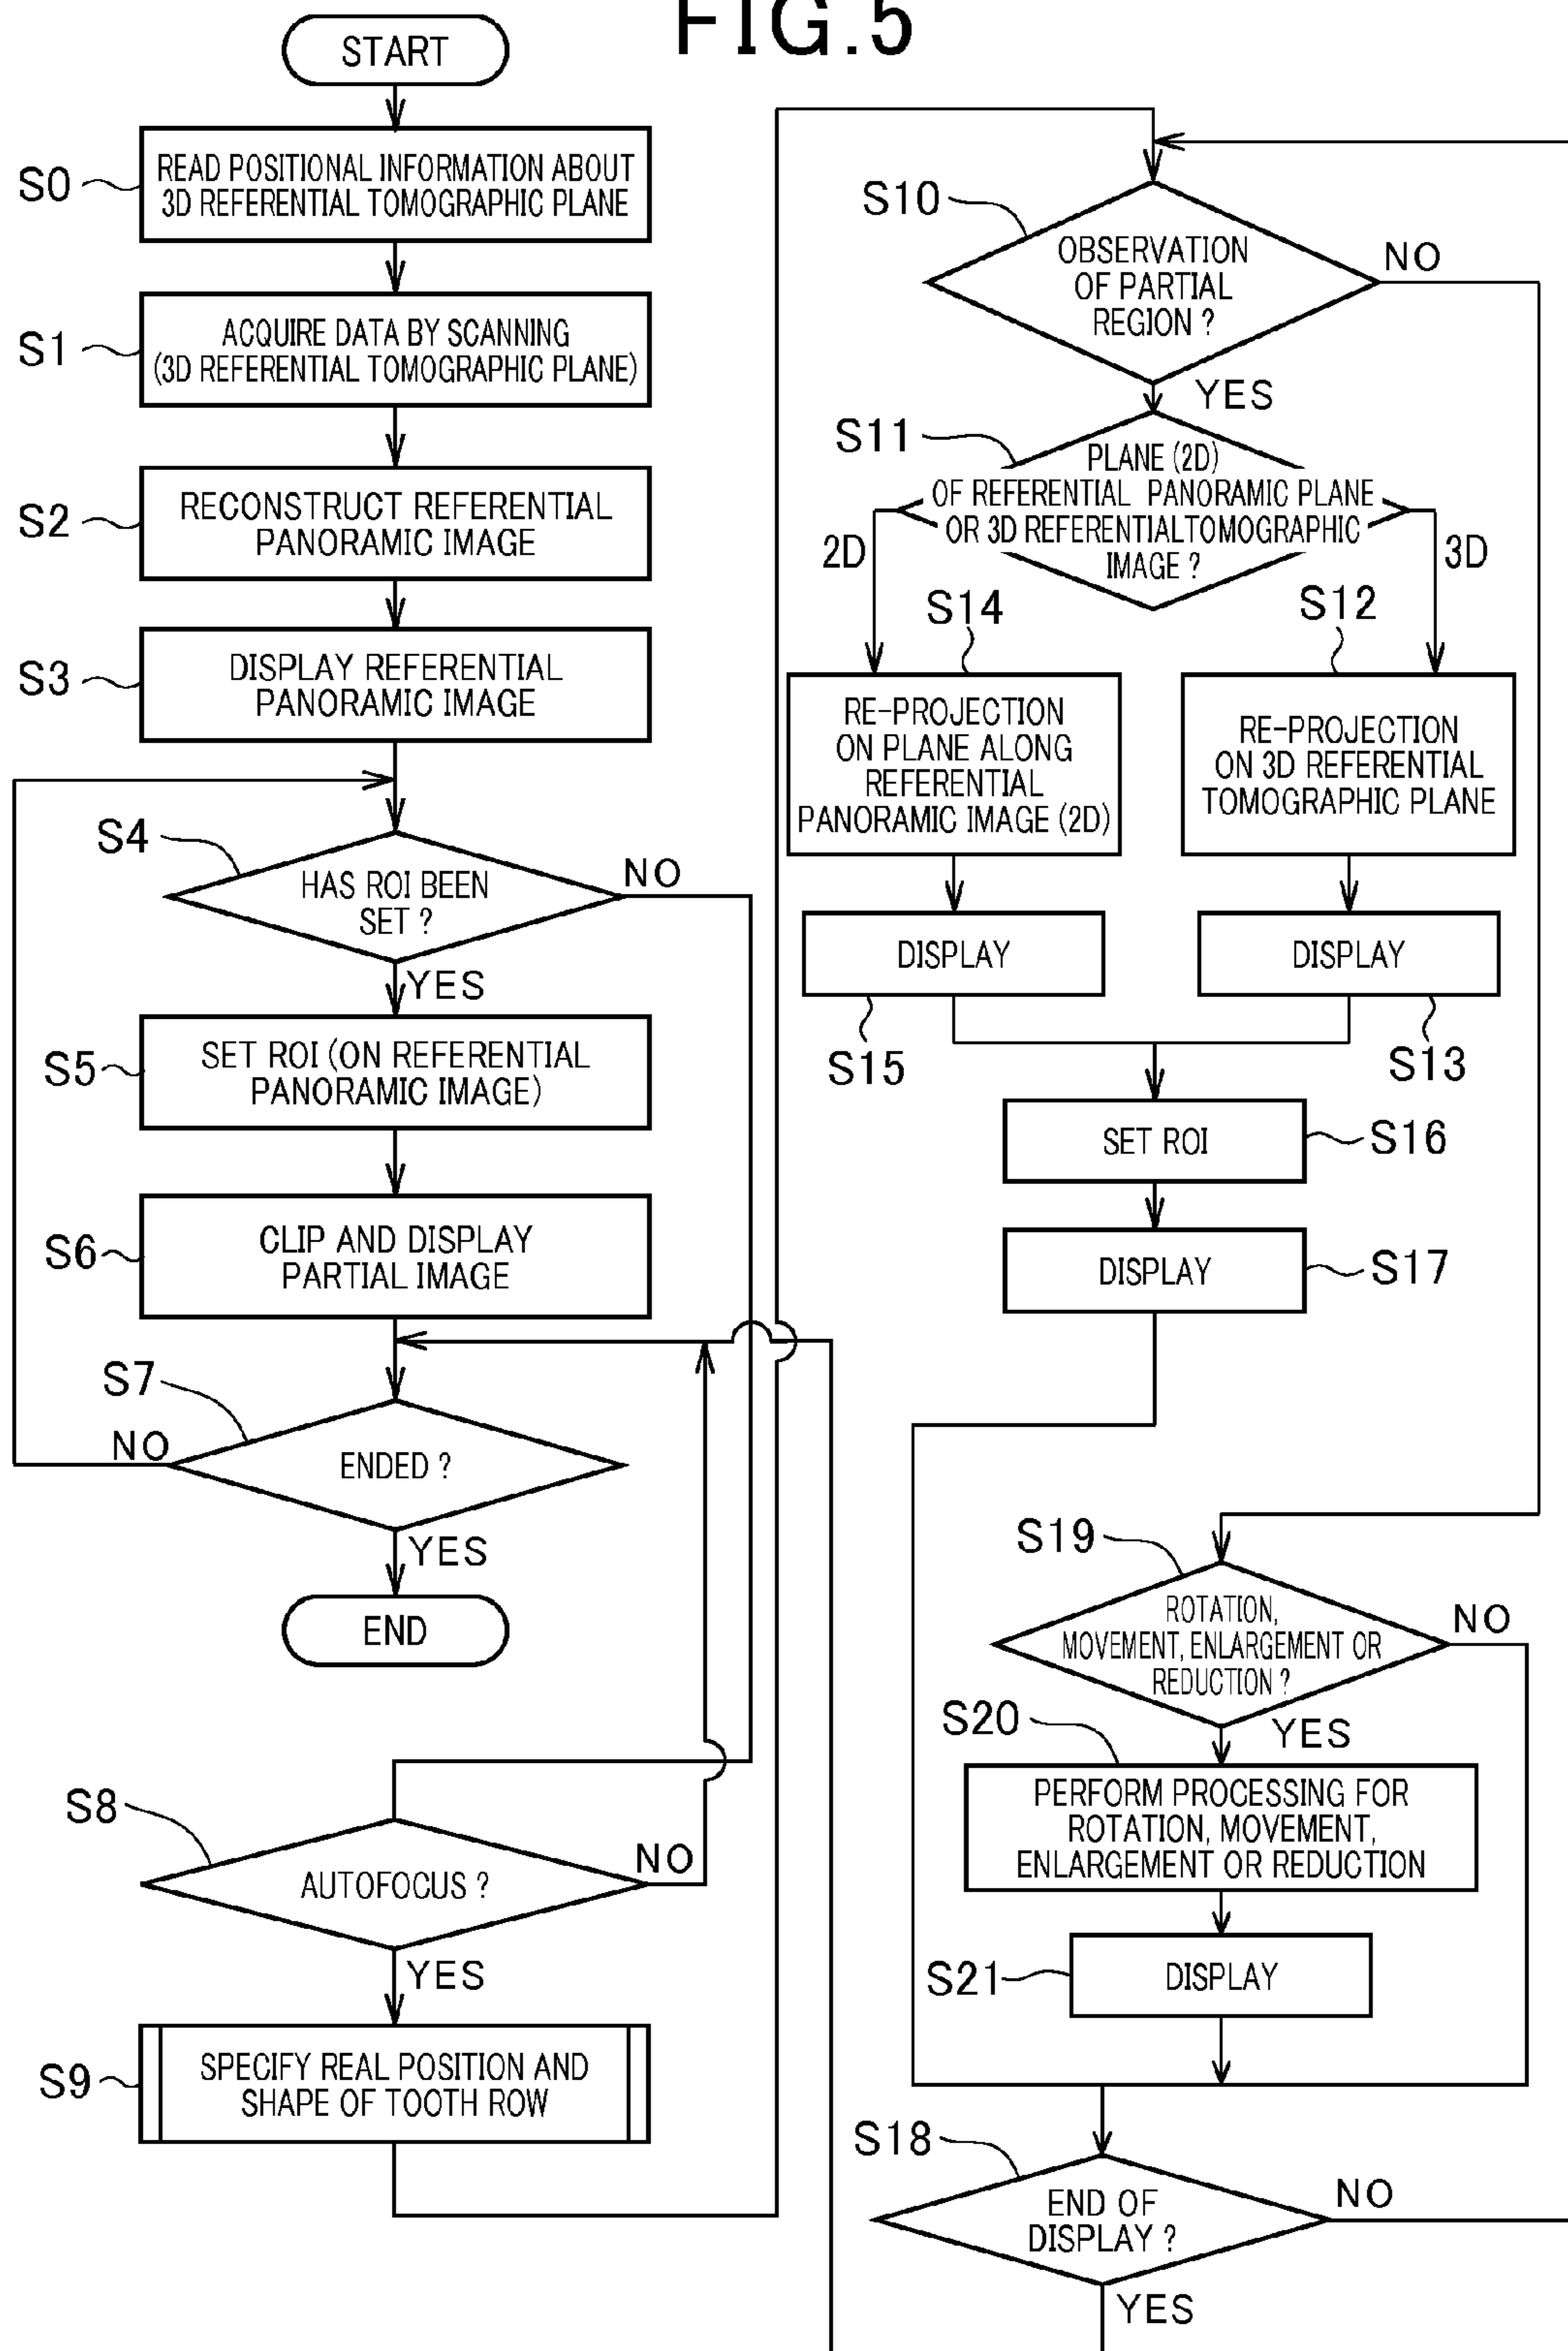 FIG.5
START
S0
READ POSITIONAL INFORMATION ABOUT
3D REFERENTIAL TOMOGRAPHIC PLANE
S1
ACQUIRE DATA BY SCANNING
(3D REFERENTIAL TOMOGRAPHIC PLANE)
S2
RECONSTRUCT REFERENTIAL
PANORAMIC IMAGE
S3
DISPLAY REFERENTIAL
PANORAMIC IMAGE
S4
HAS ROI BEEN
SET ?
NO
YES
S5
SET ROI (ON REFERENTIAL
PANORAMIC IMAGE)
S6
CLIP AND DISPLAY
PARTIAL IMAGE
S7
NO
ENDED ?
YES
END
S8
AUTOFOCUS ?
NO
YES
S9
SPECIFY REAL POSITION AND
SHAPE OF TOOTH ROW
S10
OBSERVATION
OF PARTIAL
REGION ?
NO
YES
S11
PLANE (2D)
OF REFERENTIAL PANORAMIC PLANE
OR 3D REFERENTIALTOMOGRAPHIC
IMAGE ?
2D
3D
S14
RE-PROJECTION
ON PLANE ALONG
REFERENTIAL
PANORAMIC IMAGE (2D)
S12
RE-PROJECTION
ON 3D REFERENTIAL
TOMOGRAPHIC PLANE
DISPLAY
S15
DISPLAY
S13
SET ROI
S16
DISPLAY
S17
S19
ROTATION,
MOVEMENT, ENLARGEMENT OR
REDUCTION ?
NO
YES
S20
PERFORM PROCESSING FOR
ROTATION, MOVEMENT,
ENLARGEMENT OR REDUCTION
S21
DISPLAY
S18
END OF
DISPLAY ?
NO
YES